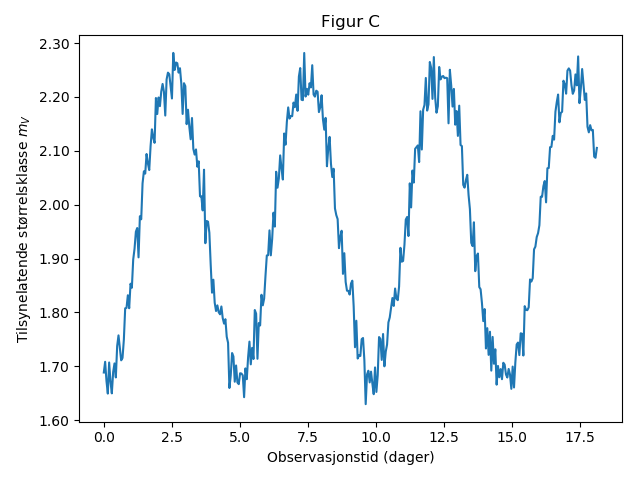 Figur C
2.30
2.20
2.10
2.00
1.90
1.80
1.70
1.60
Tilsynelatende størrelsesklasse $m_V$
0.0 2.5 5.0 7.5 10.0 12.5 15.0 17.5
Observasjonstid (dager)